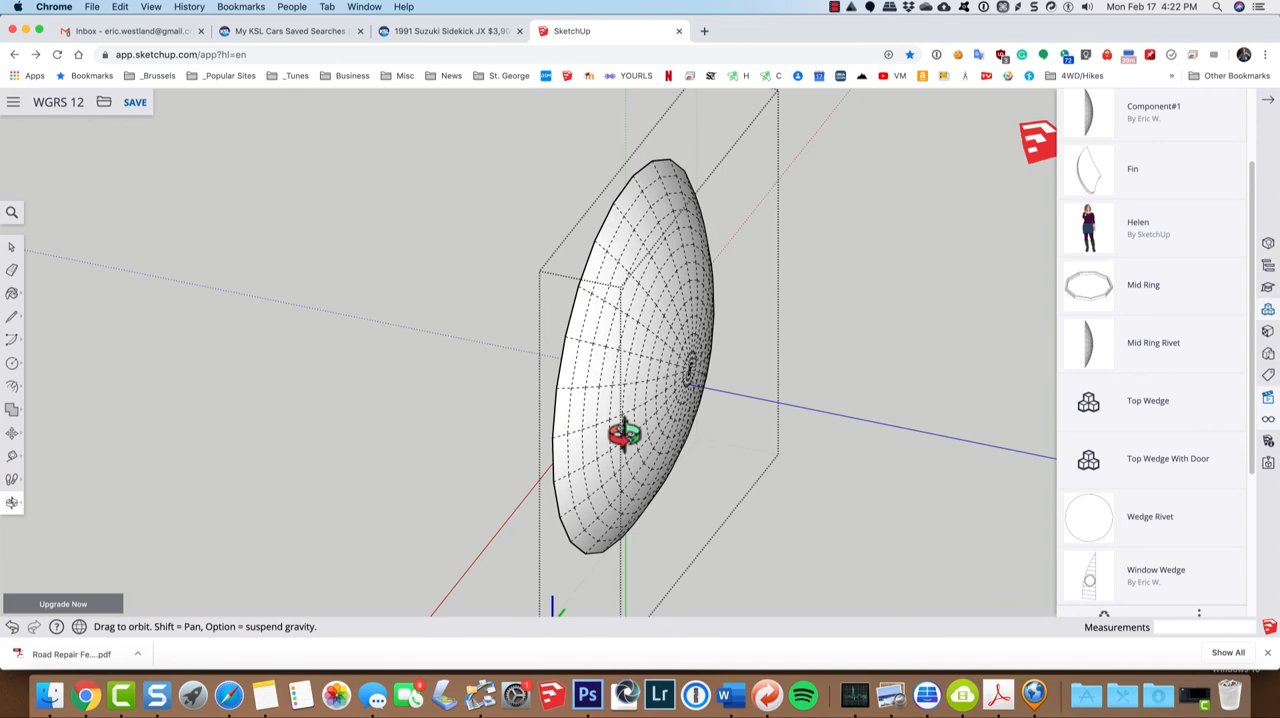 Chrome File Edit View History Bookmarks People Tab Window Help Mon Feb 17 4:22 PM
Inbox - eric.westland@gmail.c My KSL Cars Saved Searches 1991 Suzuki Sidekick JX $3,90 SketchUp
app.sketchup.com/app?hl=en
Apps Bookmarks _Brussels _Popular Sites _Tunes Business Misc News St. George YOURLS H C VM 4WD/Hikes » Other Bookmarks
WGRS 12 SAVE
Component#1
By Eric W.
Fin
Helen
By SketchUp
Mid Ring
Mid Ring Rivet
Top Wedge
Top Wedge With Door
Wedge Rivet
Window Wedge
By Eric W.
Upgrade Now
Drag to orbit. Shift = Pan, Option = suspend gravity. Measurements
Road Repair Fe....pdf Show All
Ps Lr